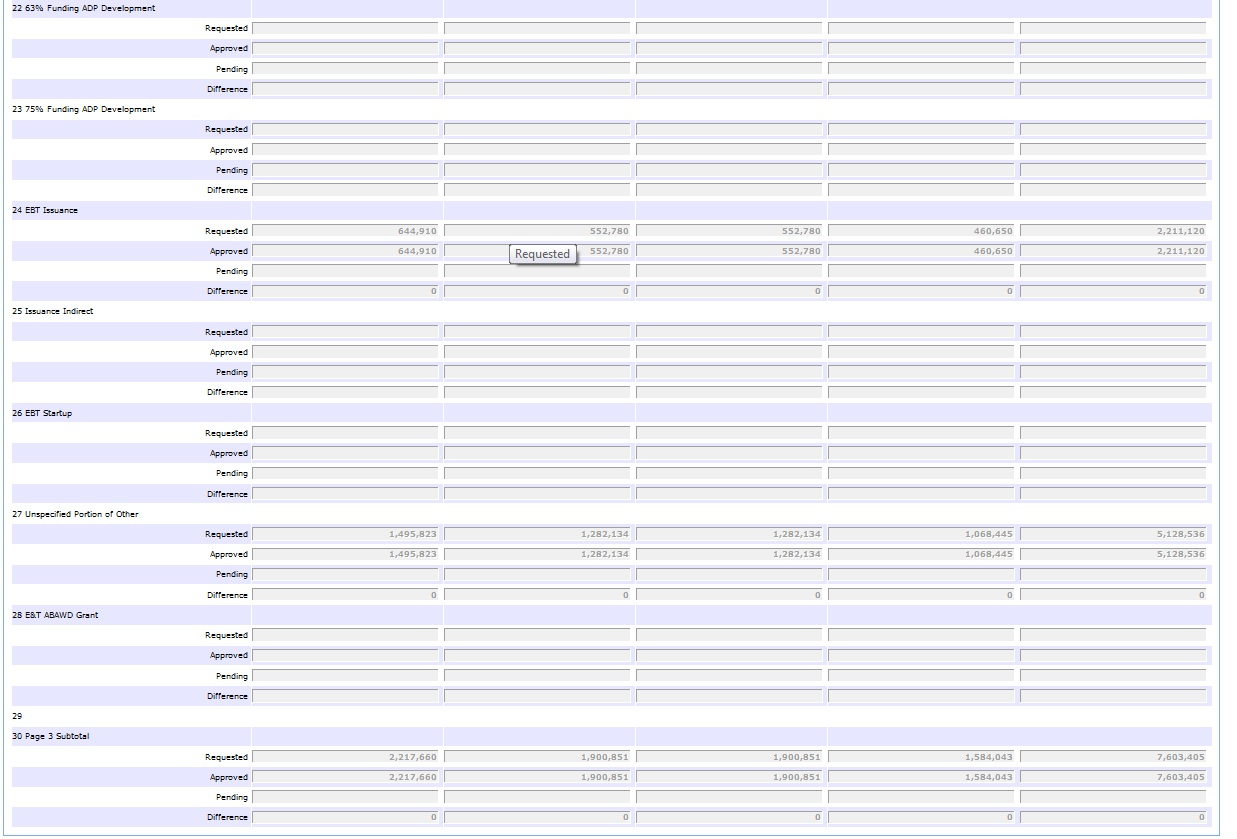 22 63% Funding ADP Development
Requested
Approved
Pending
Difference
23 75% Funding ADP Development
Requested
Approved
Pending
Difference
24 EBT Issuance
Requested 644,910 552,780 552,780 460,650 2,211,120
Approved 644,910 Requested 552,780 552,780 460,650 2,211,120
Pending
Difference 0 0 0 0 0
25 Issuance Indirect
Requested
Approved
Pending
Difference
26 EBT Startup
Requested
Approved
Pending
Difference
27 Unspecified Portion of Other
Requested 1,495,823 1,282,134 1,282,134 1,068,445 5,128,536
Approved 1,495,823 1,282,134 1,282,134 1,068,445 5,128,536
Pending
Difference 0 0 0 0 0
28 E&T ABAWD Grant
Requested
Approved
Pending
Difference
29
30 Page 3 Subtotal
Requested 2,217,660 1,900,851 1,900,851 1,584,043 7,603,405
Approved 2,217,660 1,900,851 1,900,851 1,584,043 7,603,405
Pending
Difference 0 0 0 0 0